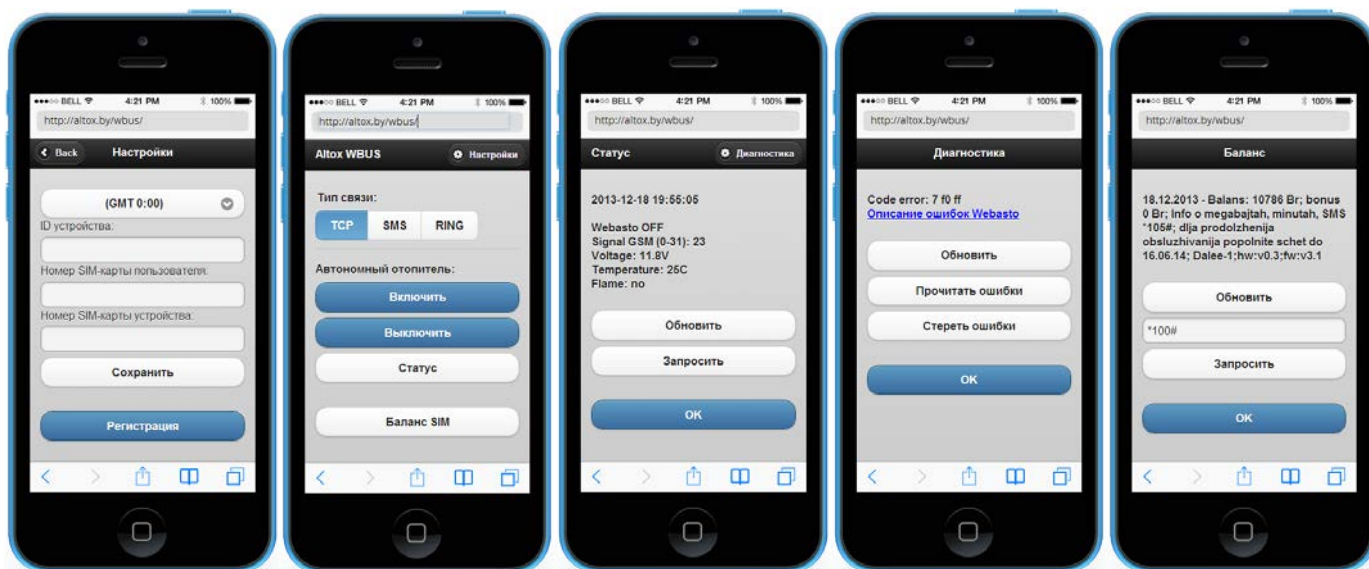 BELL 4:21 PM 100%
http://altox.by/wbus/
Back Настройки
(GMT 0:00)
ID устройства:
Номер SIM-карты пользователя:
Номер SIM-карты устройства:
Сохранить
Регистрация
BELL 4:21 PM 100%
http://altox.by/wbus/
Altox WBUS Настройки
Тип связи:
TCP SMS RING
Автономный отопитель:
Включить
Выключить
Статус
Баланс SIM
BELL 4:21 PM 100%
http://altox.by/wbus/
Статус Диагностика
2013-12-18 19:55:05
Webasto OFF
Signal GSM (0-31): 23
Voltage: 11.8V
Temperature: 25C
Flame: no
Обновить
Запросить
OK
BELL 4:21 PM 100%
http://altox.by/wbus/
Диагностика
Code error: 7 f0 ff
Описание ошибок Webasto
Обновить
Прочитать ошибки
Стереть ошибки
OK
BELL 4:21 PM 100%
http://altox.by/wbus/
Баланс
18.12.2013 - Balans: 10786 Br; bonus
0 Br; Info o megabajtah, minutah, SMS
*105#; dlja prodolzhenija
obsluzhivanija popolnite schet do
16.06.14; Dalee-1;hw:v0.3;fw:v3.1
Обновить
*100#
Запросить
OK